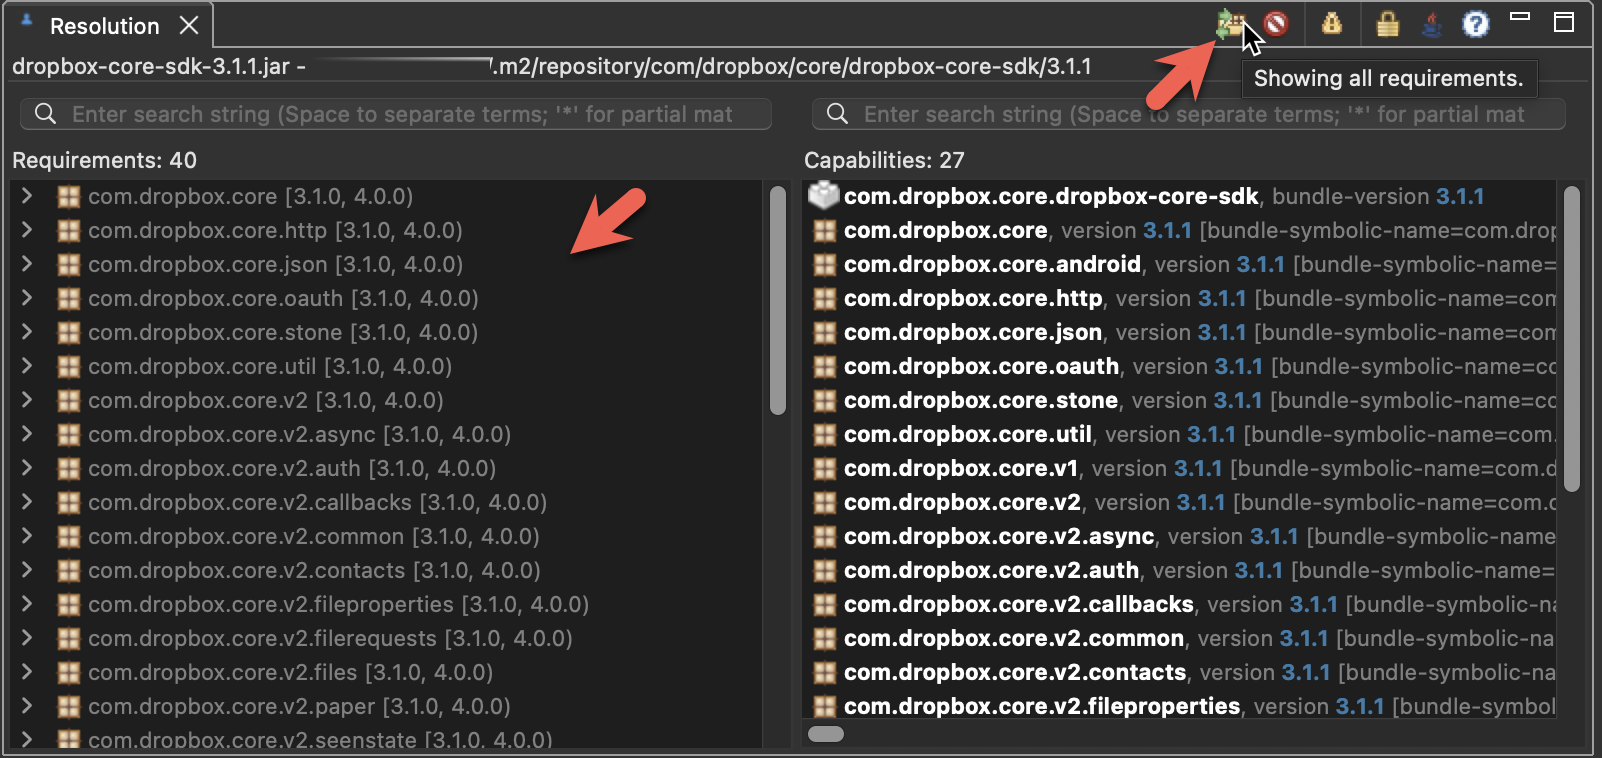 Resolution
dropbox-core-sdk-3.1.1.jar - /.m2/repository/com/dropbox/core/dropbox-core-sdk/3.1.1
Showing all requirements.
Enter search string (Space to separate terms; '*' for partial mat
Enter search string (Space to separate terms; '*' for partial mat
Requirements: 40
com.dropbox.core [3.1.0, 4.0.0)
com.dropbox.core.http [3.1.0, 4.0.0)
com.dropbox.core.json [3.1.0, 4.0.0)
com.dropbox.core.oauth [3.1.0, 4.0.0)
com.dropbox.core.stone [3.1.0, 4.0.0)
com.dropbox.core.util [3.1.0, 4.0.0)
com.dropbox.core.v2 [3.1.0, 4.0.0)
com.dropbox.core.v2.async [3.1.0, 4.0.0)
com.dropbox.core.v2.auth [3.1.0, 4.0.0)
com.dropbox.core.v2.callbacks [3.1.0, 4.0.0)
com.dropbox.core.v2.common [3.1.0, 4.0.0)
com.dropbox.core.v2.contacts [3.1.0, 4.0.0)
com.dropbox.core.v2.fileproperties [3.1.0, 4.0.0)
com.dropbox.core.v2.filerequests [3.1.0, 4.0.0)
com.dropbox.core.v2.files [3.1.0, 4.0.0)
com.dropbox.core.v2.paper [3.1.0, 4.0.0)
com.dropbox.core.v2.seenstate [3.1.0, 4.0.0)
Capabilities: 27
com.dropbox.core.dropbox-core-sdk, bundle-version 3.1.1
com.dropbox.core, version 3.1.1 [bundle-symbolic-name=com.drop
com.dropbox.core.android, version 3.1.1 [bundle-symbolic-name=
com.dropbox.core.http, version 3.1.1 [bundle-symbolic-name=com
com.dropbox.core.json, version 3.1.1 [bundle-symbolic-name=com
com.dropbox.core.oauth, version 3.1.1 [bundle-symbolic-name=co
com.dropbox.core.stone, version 3.1.1 [bundle-symbolic-name=co
com.dropbox.core.util, version 3.1.1 [bundle-symbolic-name=com.
com.dropbox.core.v1, version 3.1.1 [bundle-symbolic-name=com.d
com.dropbox.core.v2, version 3.1.1 [bundle-symbolic-name=com.d
com.dropbox.core.v2.async, version 3.1.1 [bundle-symbolic-name
com.dropbox.core.v2.auth, version 3.1.1 [bundle-symbolic-name=
com.dropbox.core.v2.callbacks, version 3.1.1 [bundle-symbolic-na
com.dropbox.core.v2.common, version 3.1.1 [bundle-symbolic-na
com.dropbox.core.v2.contacts, version 3.1.1 [bundle-symbolic-na
com.dropbox.core.v2.fileproperties, version 3.1.1 [bundle-symbol